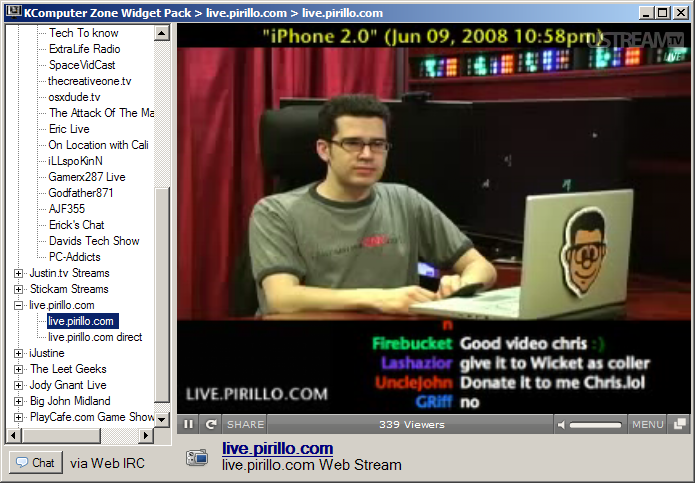 KComputer Zone Widget Pack > live.pirillo.com > live.pirillo.com
Tech To know
ExtraLife Radio
SpaceVidCast
thecreativeone.tv
osxdude.tv
The Attack Of The Ma
Eric Live
On Location with Cali
iLLspoKinN
Gamerx287 Live
Godfather871
AJF355
Erick's Chat
Davids Tech Show
PC-Addicts
Justin.tv Streams
Stickam Streams
live.pirillo.com
live.pirillo.com
live.pirillo.com direct
iJustine
The Leet Geeks
Jody Gnant Live
Big John Midland
PlayCafe.com Game Show
Chat
via Web IRC
"iPhone 2.0" (Jun 09, 2008 10:58pm)
USTREAM TV
LIVE
n
Firebucket Good video chris :)
Lashazior give it to Wicket as coller
UncleJohn Donate it to me Chris.lol
GRiff no
LIVE.PIRILLO.COM
SHARE
339 Viewers
MENU
live.pirillo.com
live.pirillo.com Web Stream